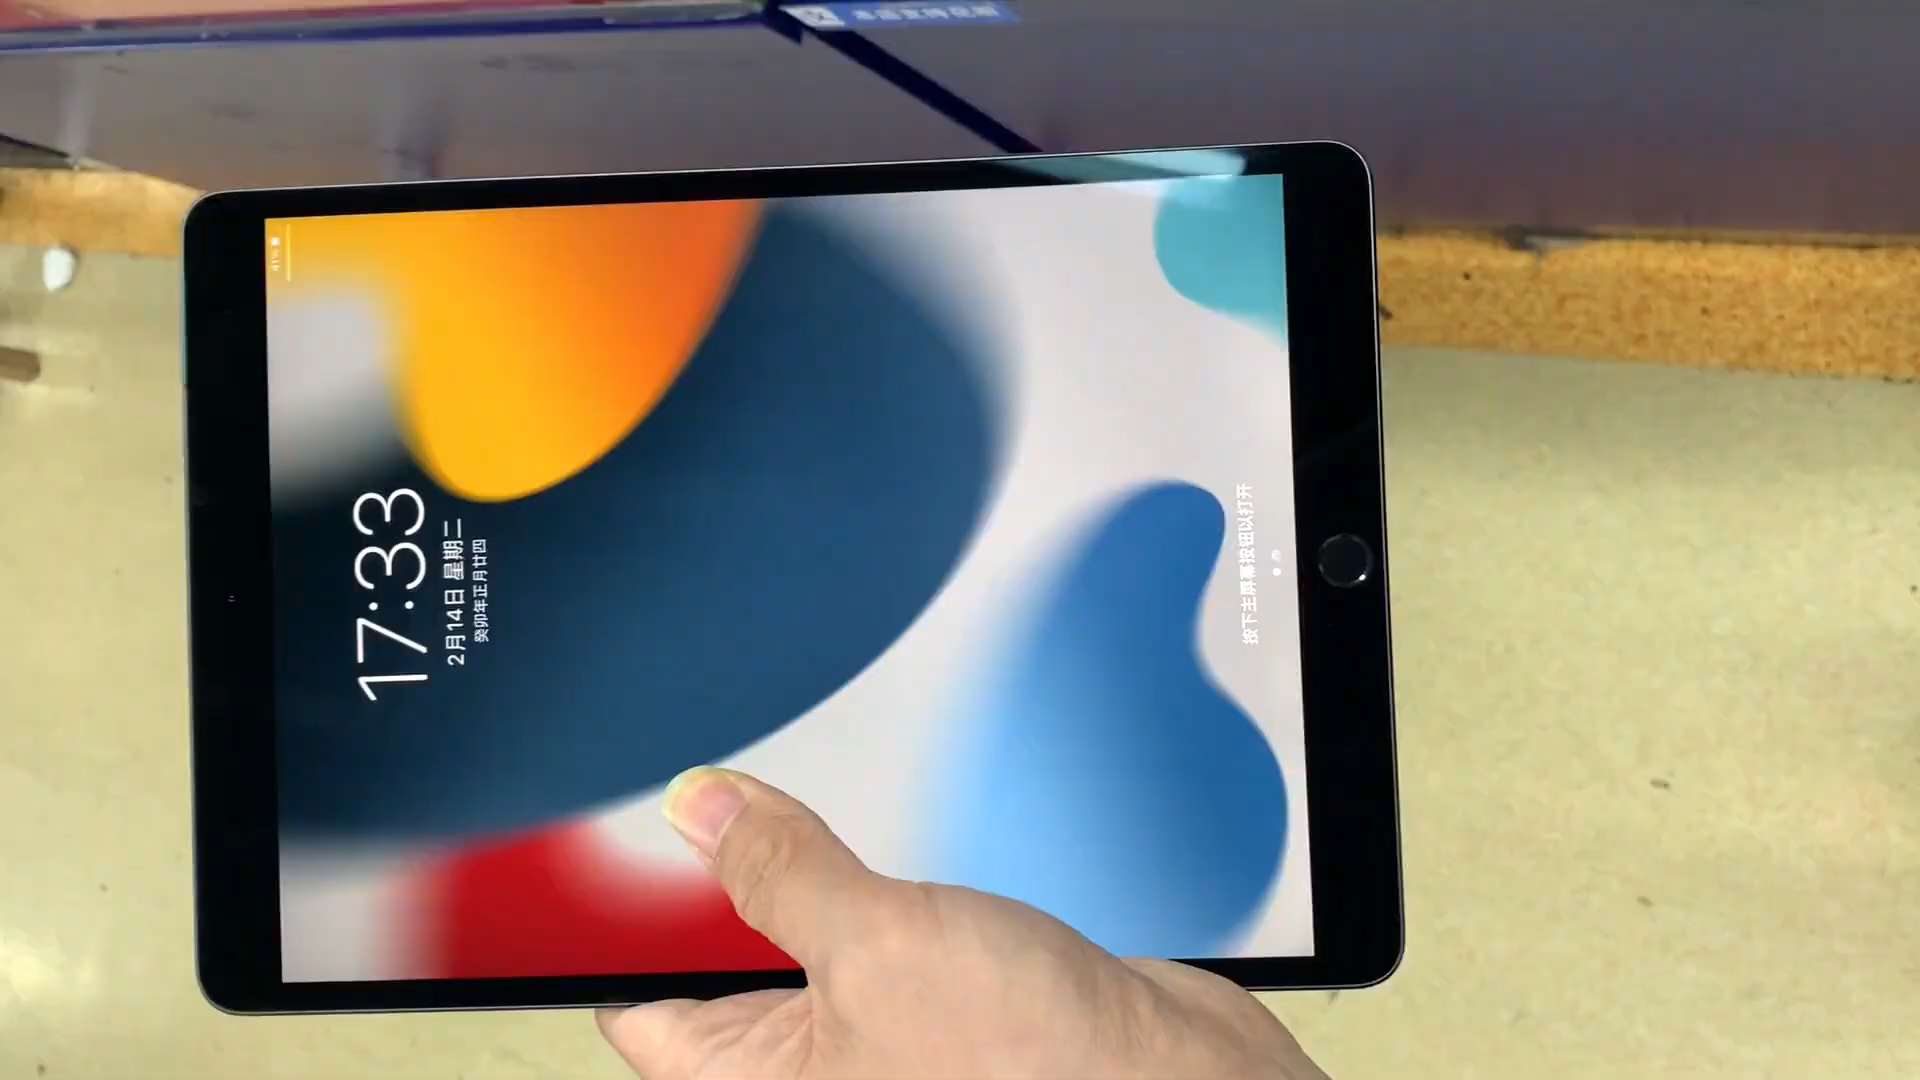 41%
17:33
2月14日 星期二
癸卯年正月廿四
按下主屏幕按钮以打开